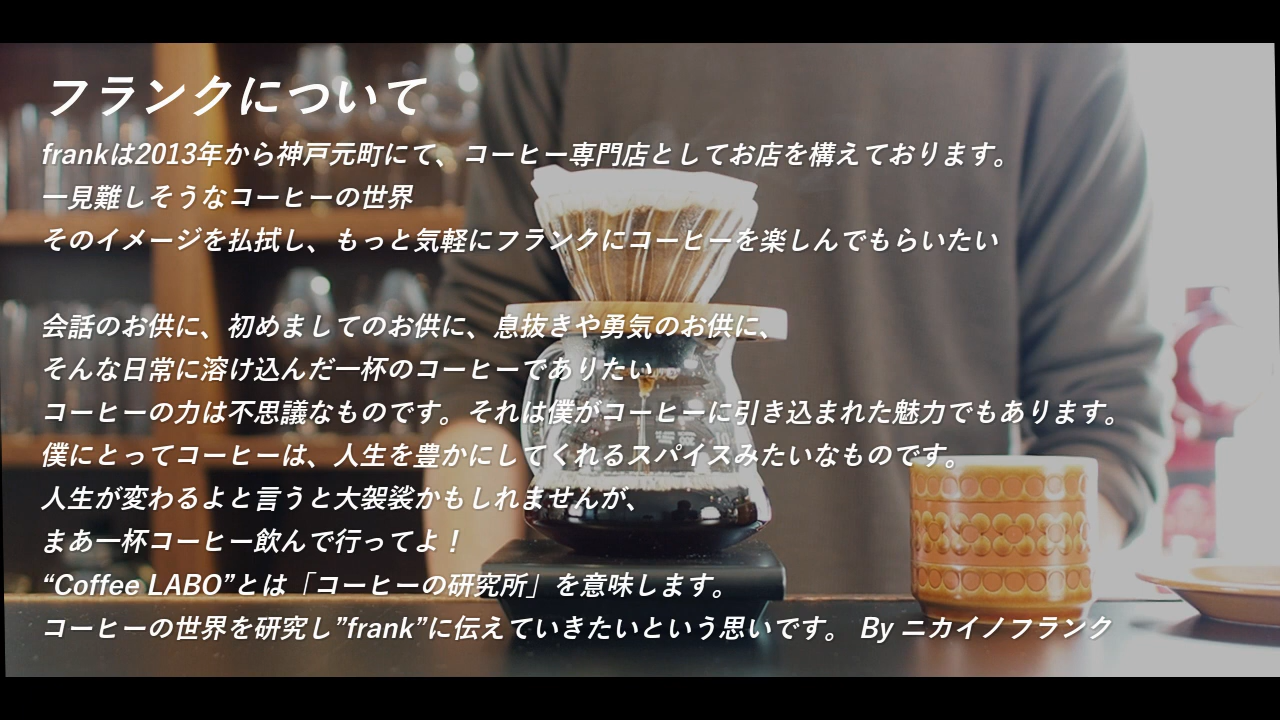 フランクについて
frankは2013年から神戸元町にて、コーヒー専門店としてお店を構えております。
一見難しそうなコーヒーの世界
そのイメージを払拭し、もっと気軽にフランクにコーヒーを楽しんでもらいたい
会話のお供に、初めましてのお供に、息抜きや勇気のお供に、
そんな日常に溶け込んだ一杯のコーヒーでありたい
コーヒーの力は不思議なものです。それは僕がコーヒーに引き込まれた魅力でもあります。
僕にとってコーヒーは、人生を豊かにしてくれるスパイスみたいなものです。
人生が変わるよと言うと大袈裟かもしれませんが、
まあ一杯コーヒー飲んで行ってよ！
“Coffee LABO”とは「コーヒーの研究所」を意味します。
コーヒーの世界を研究し”frank”に伝えていきたいという思いです。 By ニカイノフランク